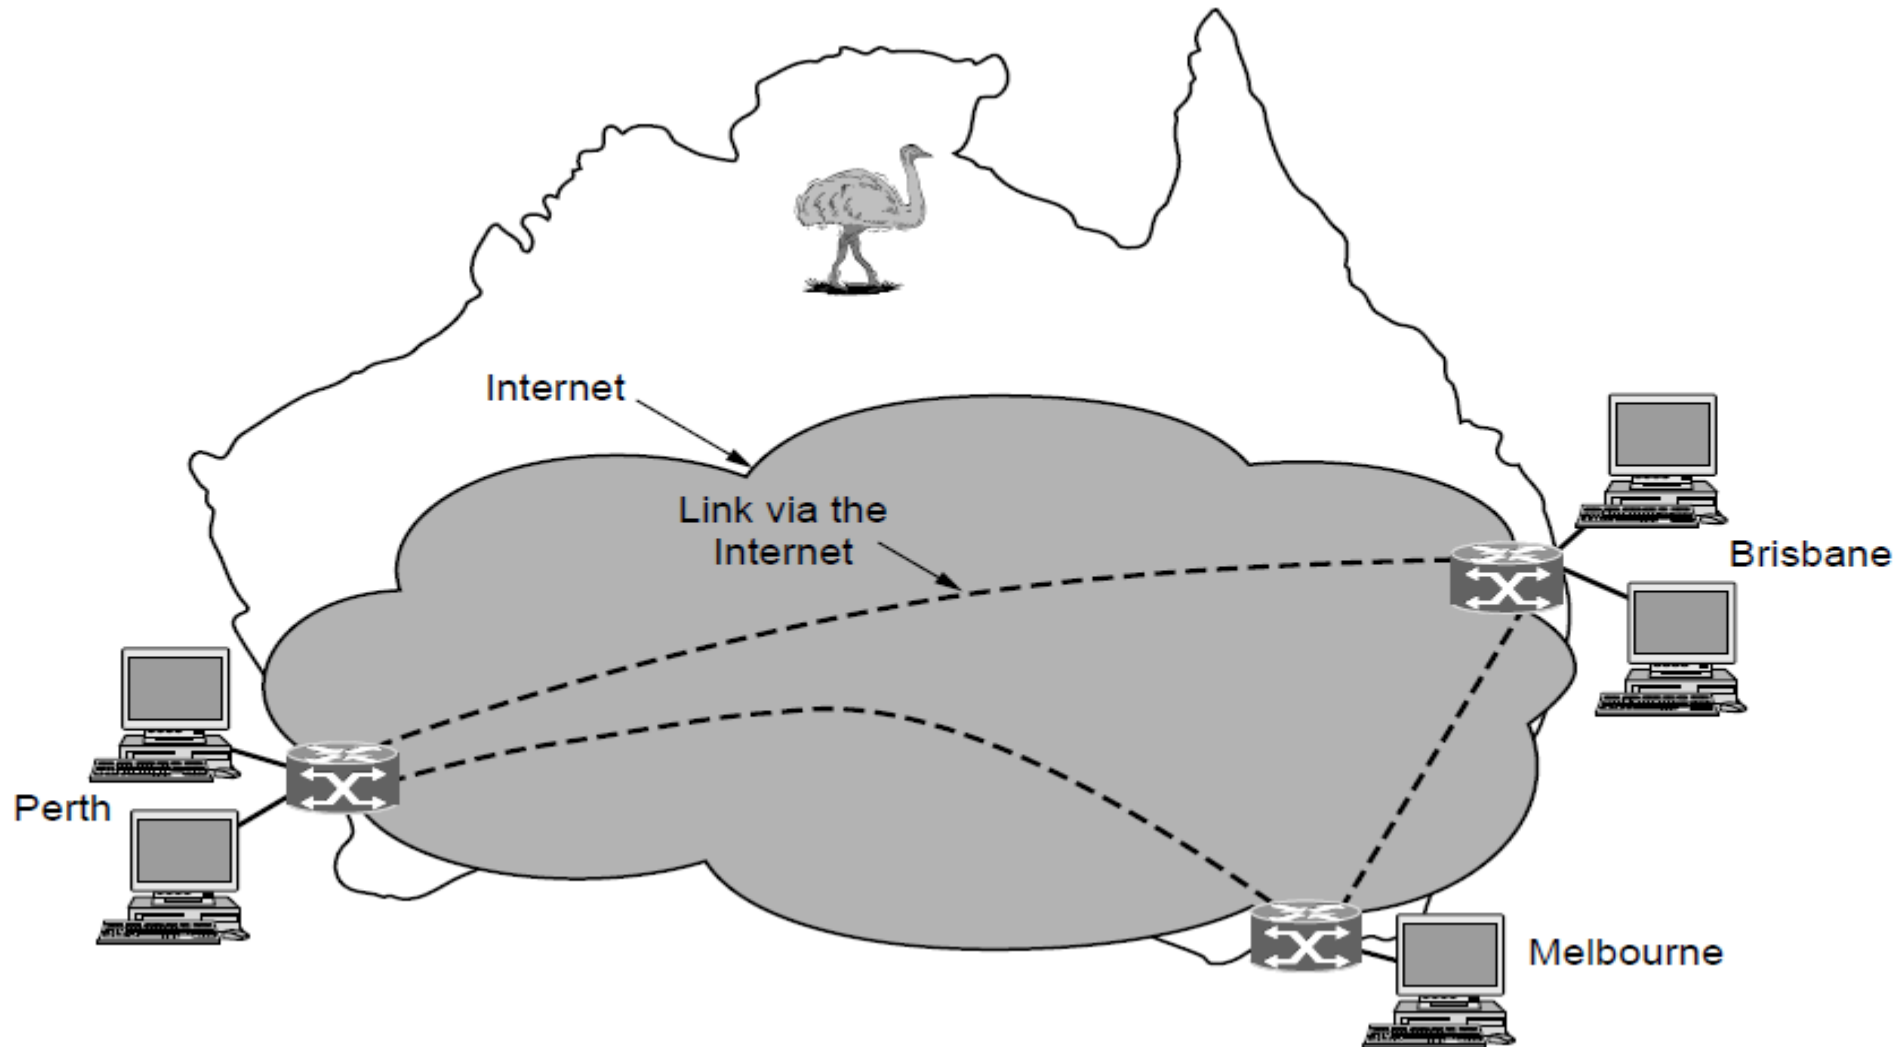 Internet
Link via the
Internet
Brisbane
Perth
Melbourne